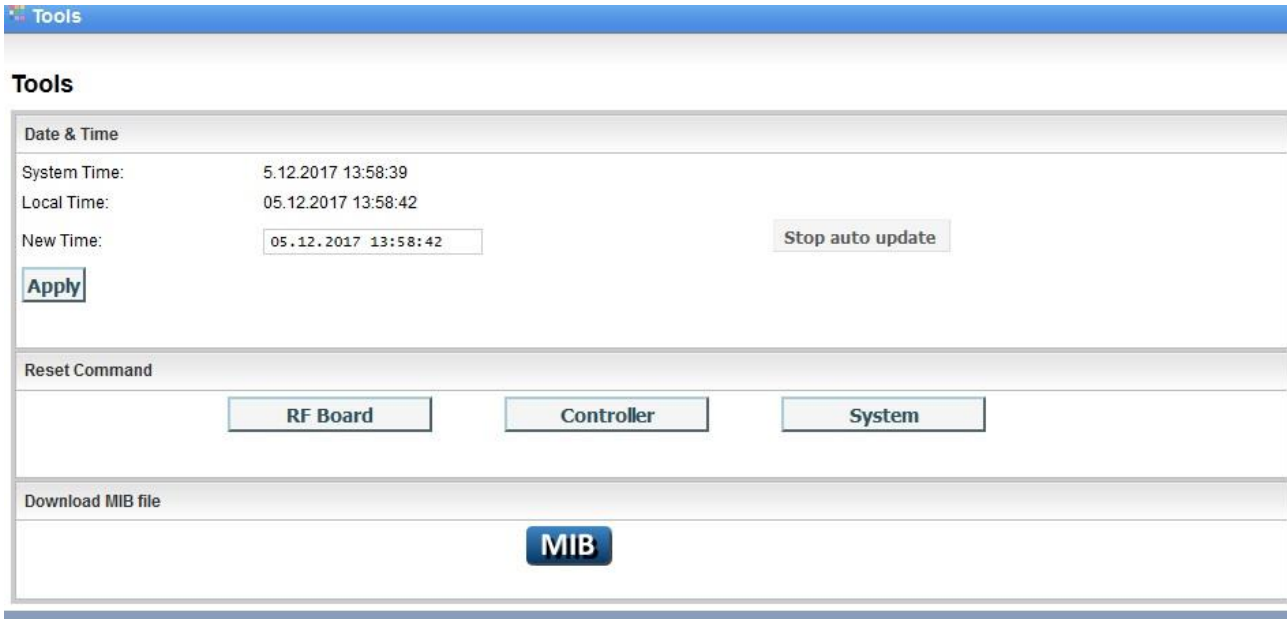 Tools
Tools
Date & Time
System Time: 5.12.2017 13:58:39
Local Time: 05.12.2017 13:58:42
New Time: 05.12.2017 13:58:42 Stop auto update
Apply
Reset Command
RF Board Controller System
Download MIB file
MIB